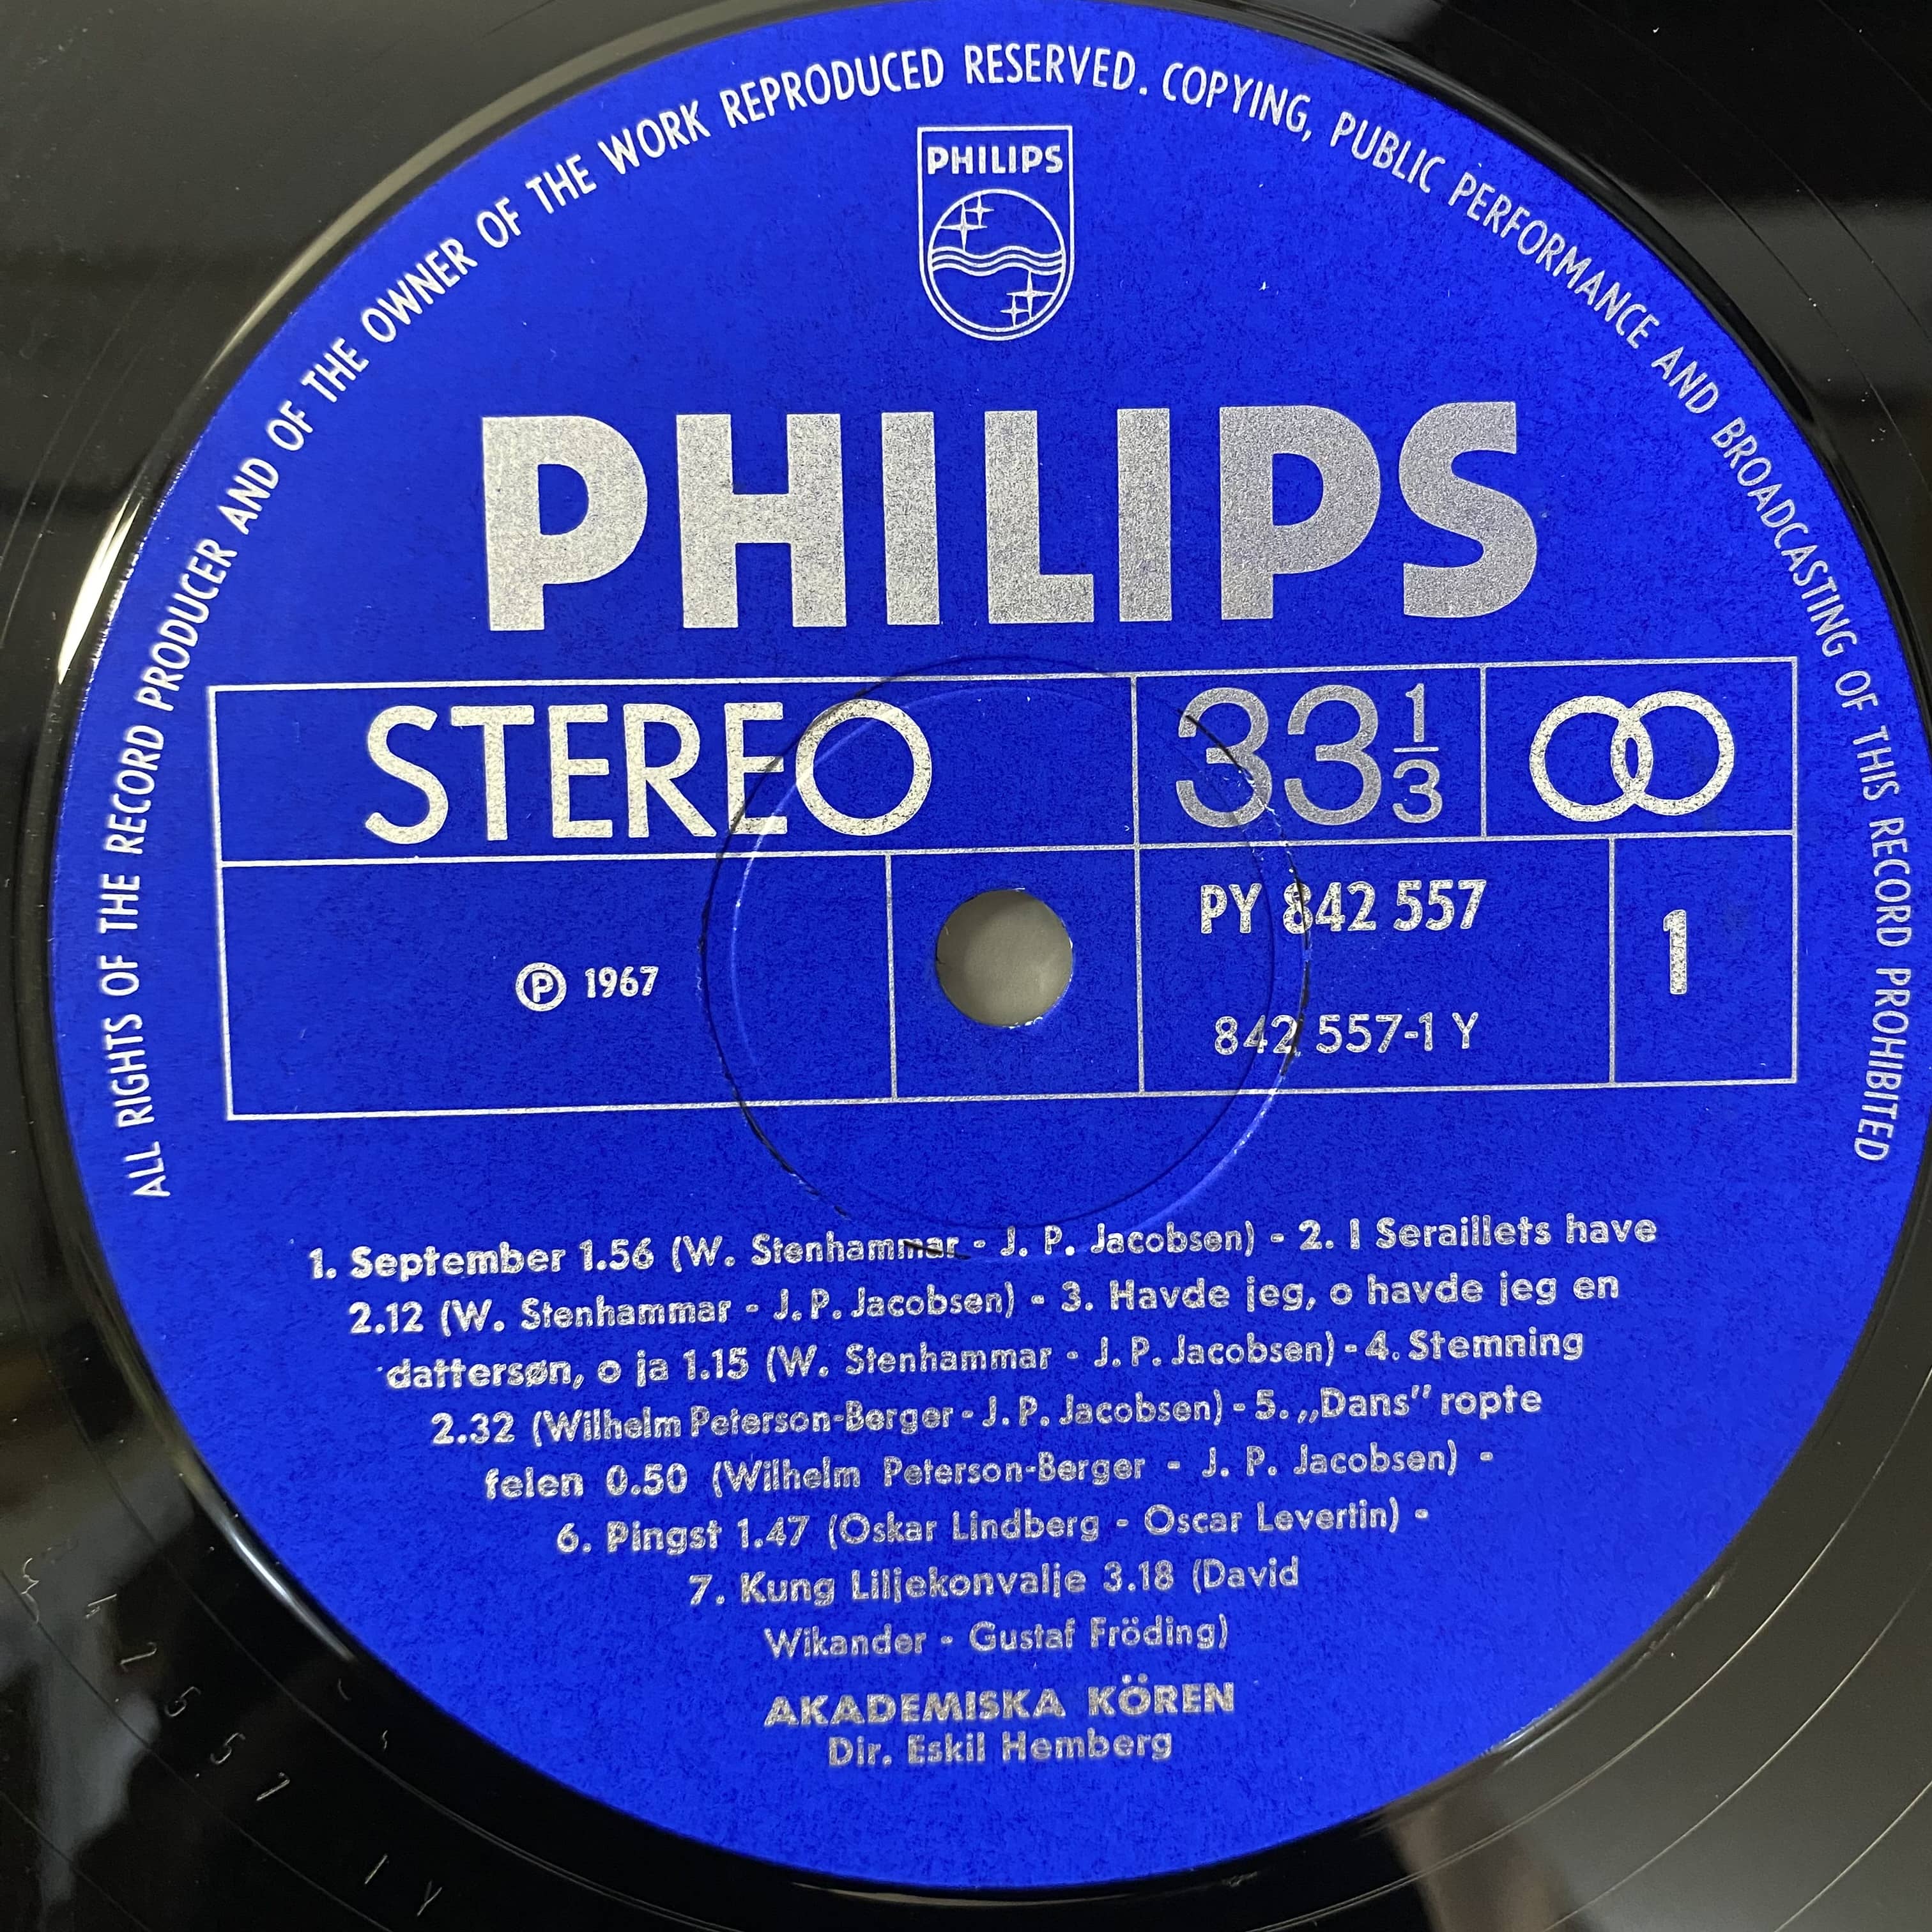 ALL RIGHTS OF THE RECORD PRODUCER AND OF THE OWNER OF THE WORK REPRODUCED RESERVED. COPYING, PUBLIC PERFORMANCE AND BROADCASTING OF THIS RECORD PROHIBITED
PHILIPS
PHILIPS
STEREO 33 1/3
PY 842 557
1
℗ 1967
842 557-1 Y
1. September 1.56 (W. Stenhammar - J. P. Jacobsen) - 2. I Seraillets have
2.12 (W. Stenhammar - J. P. Jacobsen) - 3. Havde jeg, o havde jeg en
dattersøn, o ja 1.15 (W. Stenhammar - J. P. Jacobsen) - 4. Stemning
2.32 (Wilhelm Peterson-Berger - J. P. Jacobsen) - 5. „Dans” ropte
felen 0.50 (Wilhelm Peterson-Berger - J. P. Jacobsen) -
6. Pingst 1.47 (Oskar Lindberg - Oscar Levertin) -
7. Kung Liljekonvalje 3.18 (David
Wikander - Gustaf Fröding)
AKADEMISKA KÖREN
Dir. Eskil Hemberg